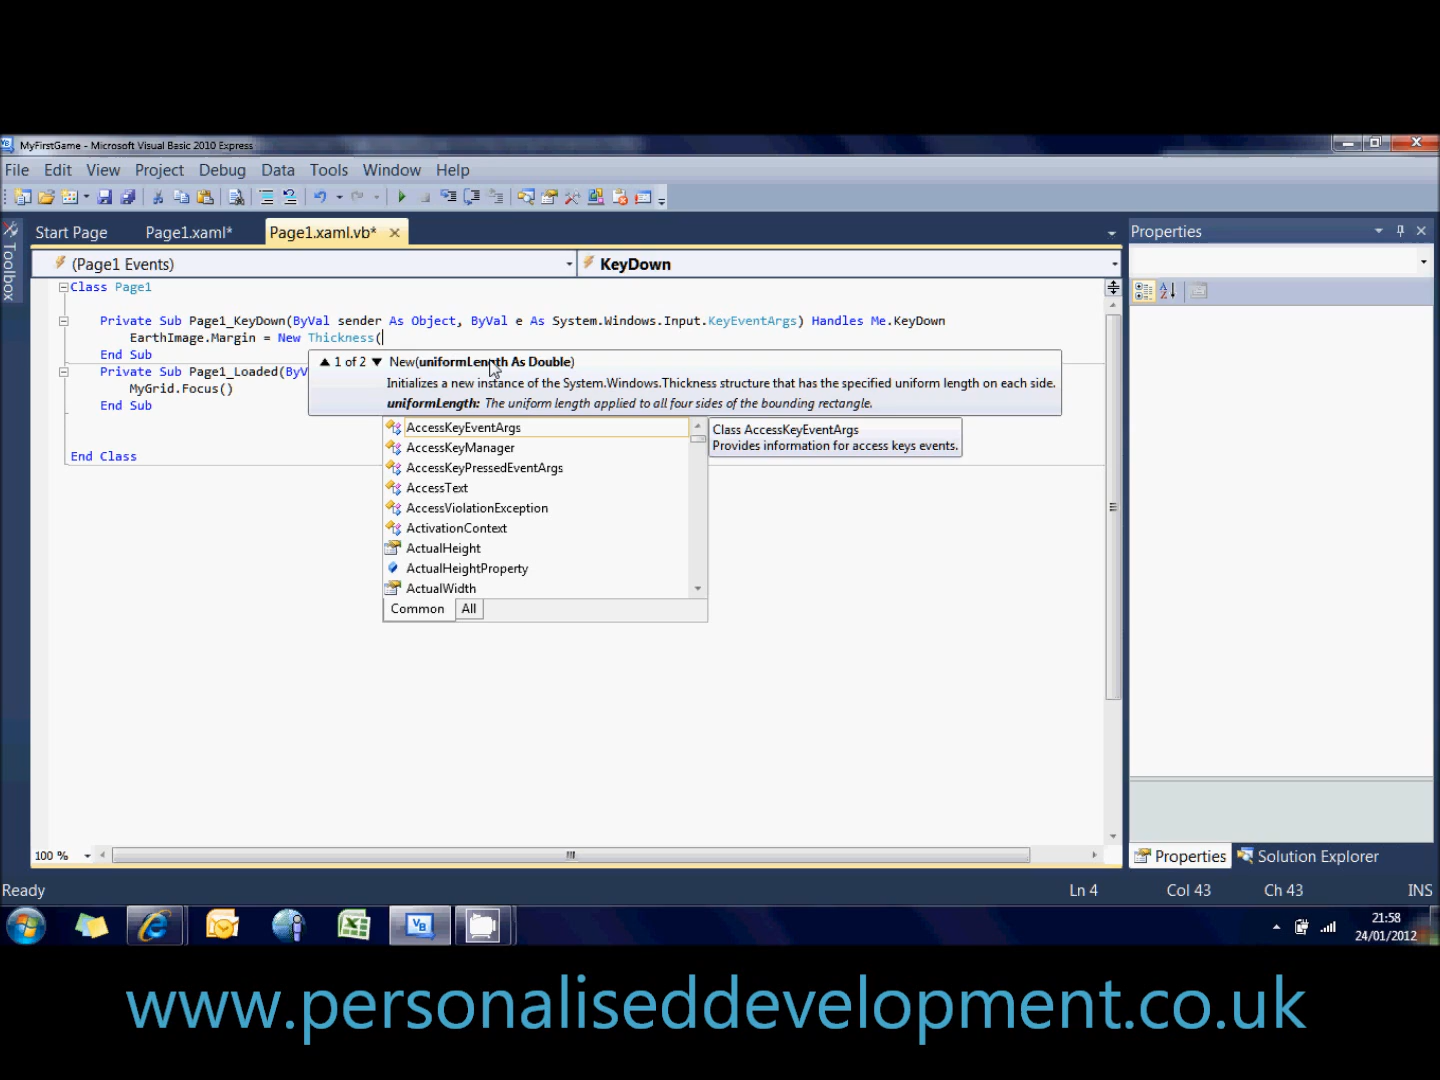 MyFirstGame - Microsoft Visual Basic 2010 Express
File Edit View Project Debug Data Tools Window Help
Toolbox
Start Page Page1.xaml* Page1.xaml.vb*
Properties
(Page1 Events) KeyDown
Class Page1
Private Sub Page1_KeyDown(ByVal sender As Object, ByVal e As System.Windows.Input.KeyEventArgs) Handles Me.KeyDown
EarthImage.Margin = New Thickness(
End Sub
1 of 2 New(uniformLength As Double)
Private Sub Page1_Loaded(ByV
Initializes a new instance of the System.Windows.Thickness structure that has the specified uniform length on each side.
MyGrid.Focus()
uniformLength: The uniform length applied to all four sides of the bounding rectangle.
End Sub
AccessKeyEventArgs
Class AccessKeyEventArgs
Provides information for access keys events.
AccessKeyManager
End Class
AccessKeyPressedEventArgs
AccessText
AccessViolationException
ActivationContext
ActualHeight
ActualHeightProperty
ActualWidth
Common All
100 %
Properties Solution Explorer
Ready Ln 4 Col 43 Ch 43 INS
VB
21:58
24/01/2012
www.personaliseddevelopment.co.uk